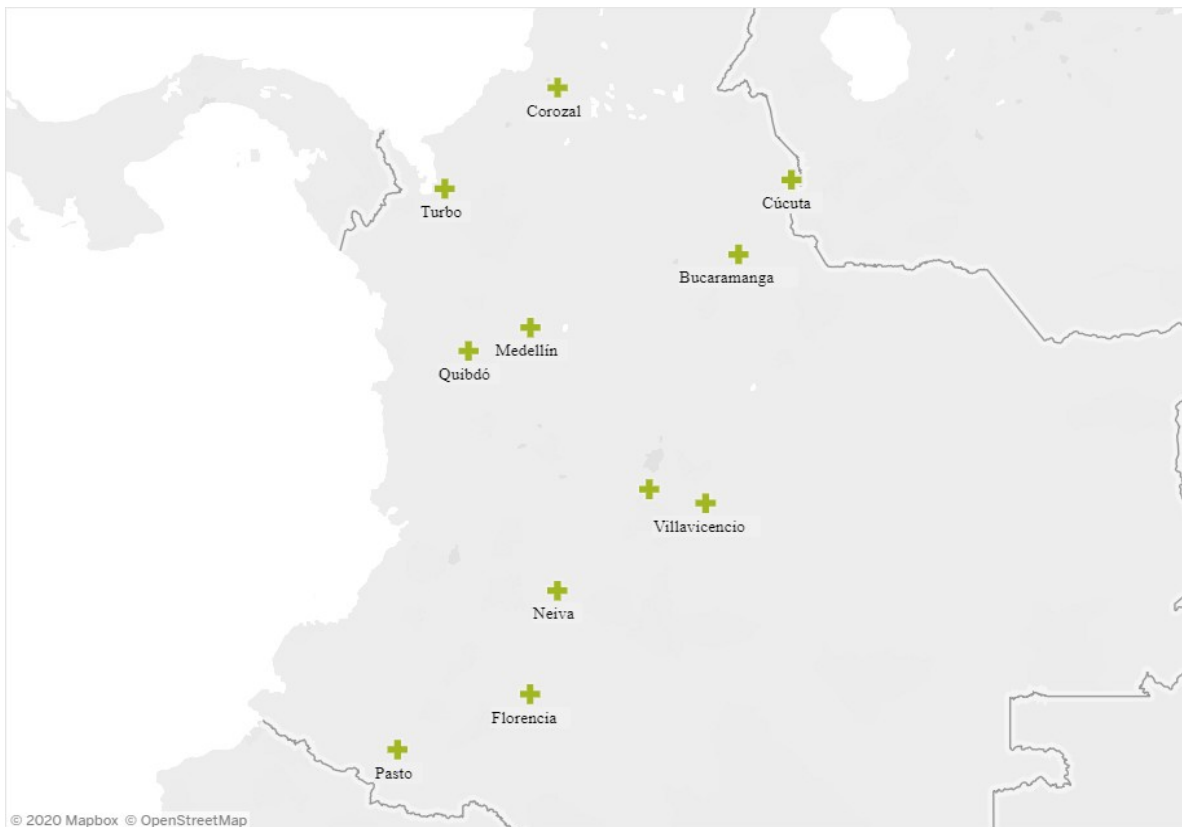 Corozal
Cúcuta
Turbo
Bucaramanga
Medellín
Quibdó
Villavicencio
Neiva
Florencia
Pasto
© 2020 Mapbox © OpenStreetMap